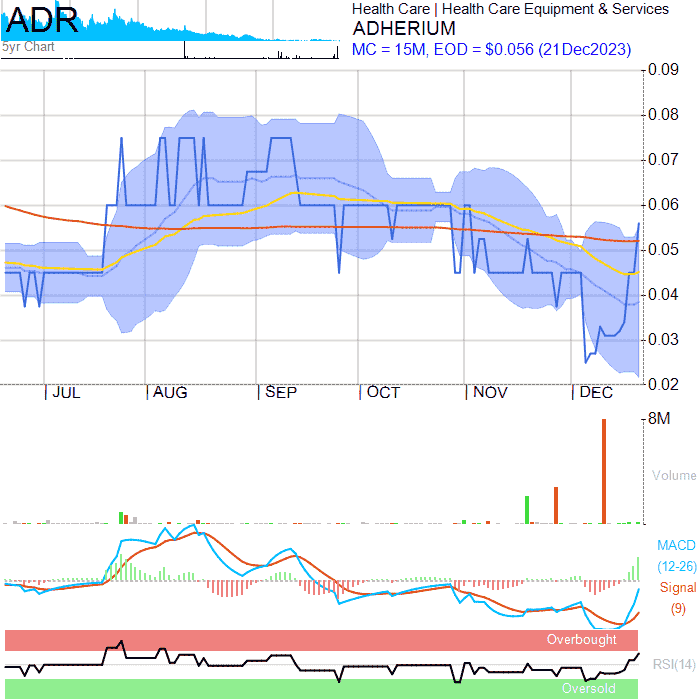 ADR
5yr Chart
Health Care | Health Care Equipment & Services
ADHERIUM
MC = 15M, EOD = $0.056 (21Dec2023)
0.09
0.08
0.07
0.06
0.05
0.04
0.03
0.02
JUL AUG SEP OCT NOV DEC
8M
Volume
MACD
(12-26)
Signal
(9)
Overbought
RSI(14)
Oversold